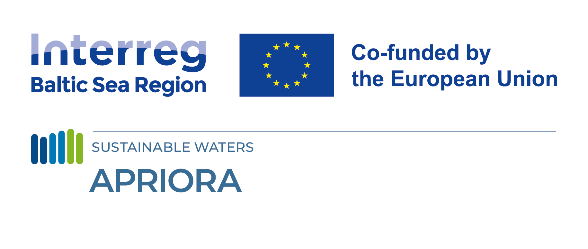 Interreg
Baltic Sea Region
Co-funded by
the European Union
SUSTAINABLE WATERS
APRIORA